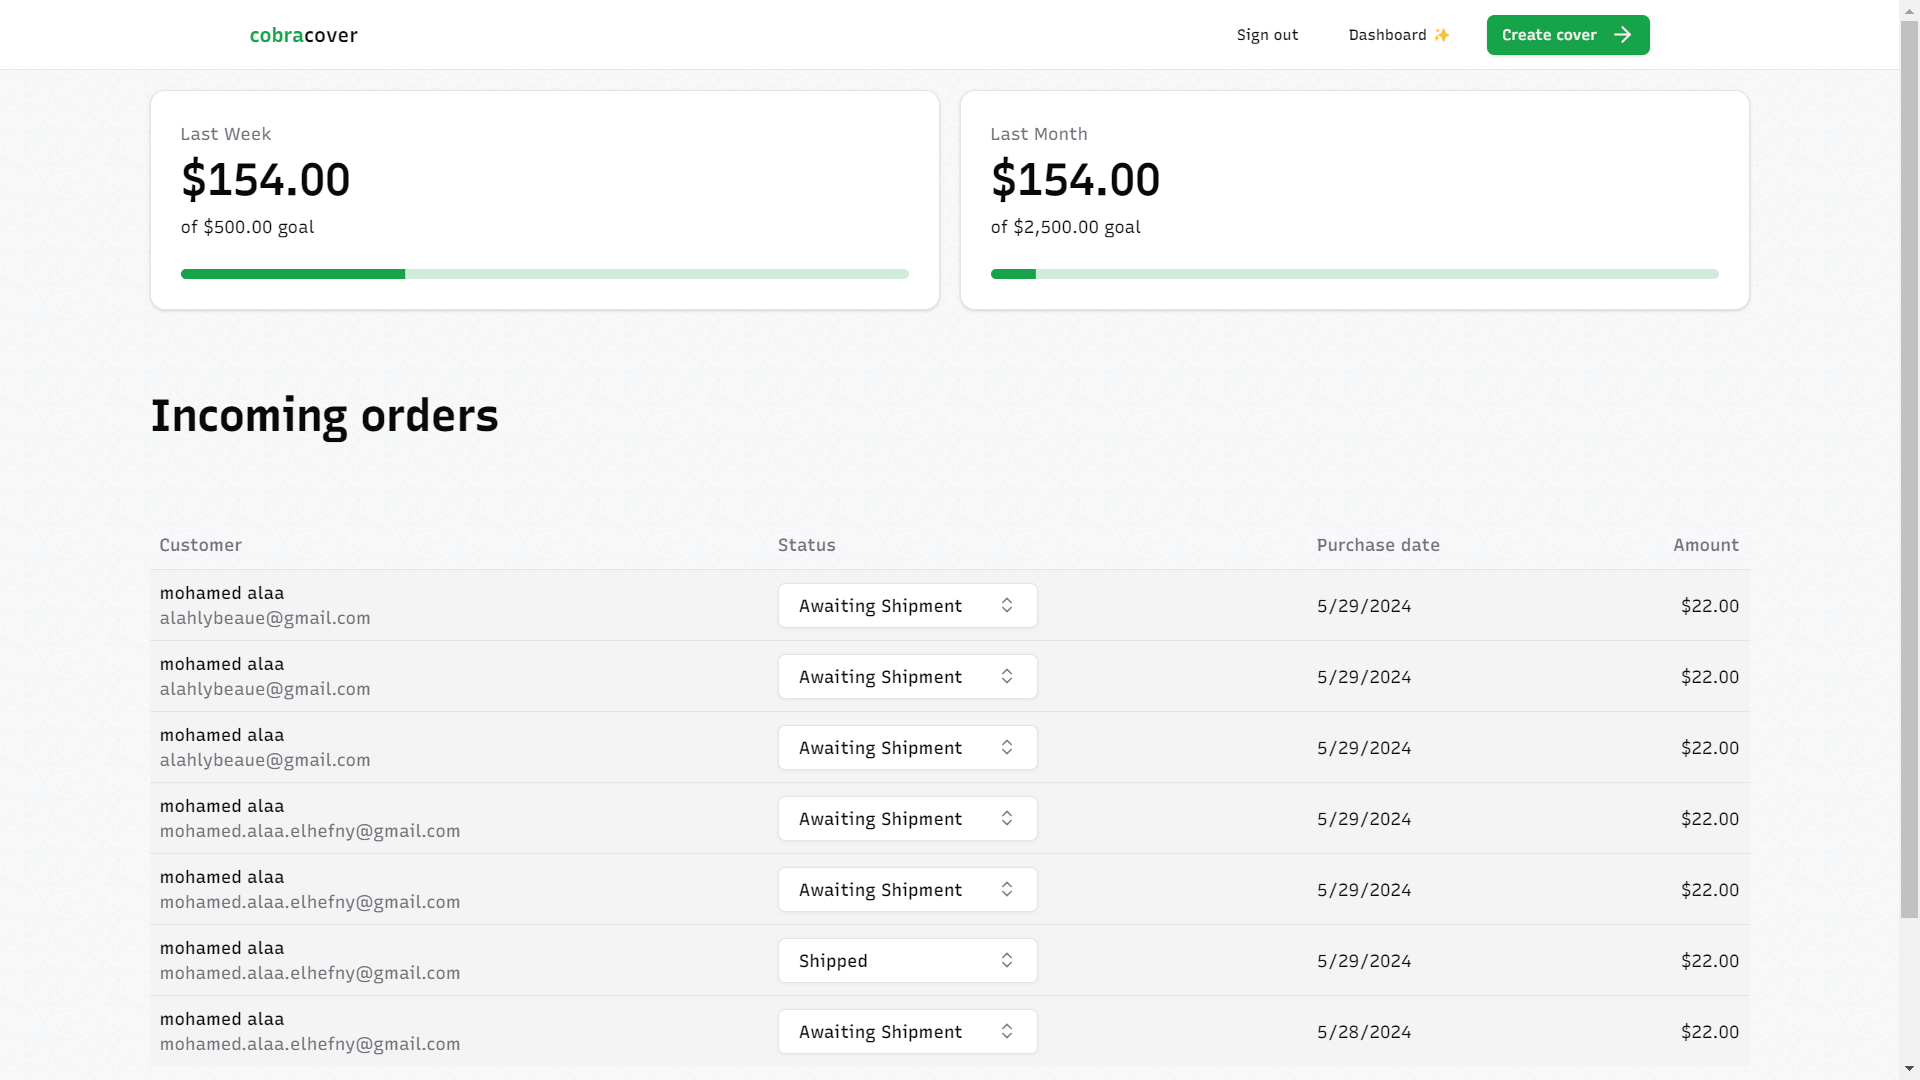 cobracover
Sign out
Dashboard ✨
Create cover
Last Week
$154.00
of $500.00 goal
Last Month
$154.00
of $2,500.00 goal
Incoming orders
Customer Status Purchase date Amount
mohamed alaa
alahlybeaue@gmail.com
Awaiting Shipment
5/29/2024
$22.00
mohamed alaa
alahlybeaue@gmail.com
Awaiting Shipment
5/29/2024
$22.00
mohamed alaa
alahlybeaue@gmail.com
Awaiting Shipment
5/29/2024
$22.00
mohamed alaa
mohamed.alaa.elhefny@gmail.com
Awaiting Shipment
5/29/2024
$22.00
mohamed alaa
mohamed.alaa.elhefny@gmail.com
Awaiting Shipment
5/29/2024
$22.00
mohamed alaa
mohamed.alaa.elhefny@gmail.com
Shipped
5/29/2024
$22.00
mohamed alaa
mohamed.alaa.elhefny@gmail.com
Awaiting Shipment
5/28/2024
$22.00